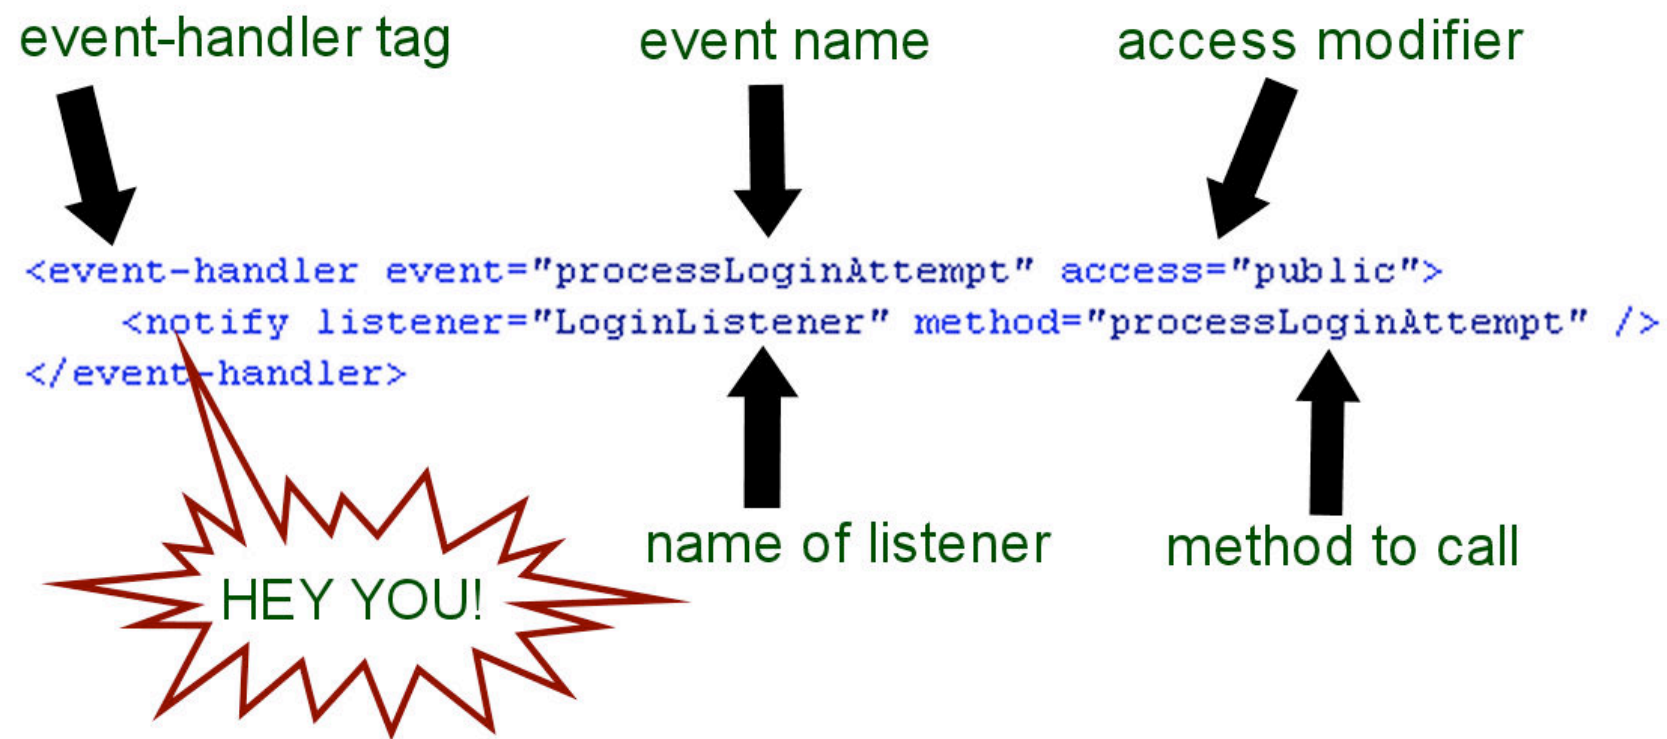 event-handler tag
event name
access modifier
<event-handler event="processLoginAttempt" access="public">
<notify listener="LoginListener" method="processLoginAttempt" />
</event-handler>
name of listener
method to call
HEY YOU!